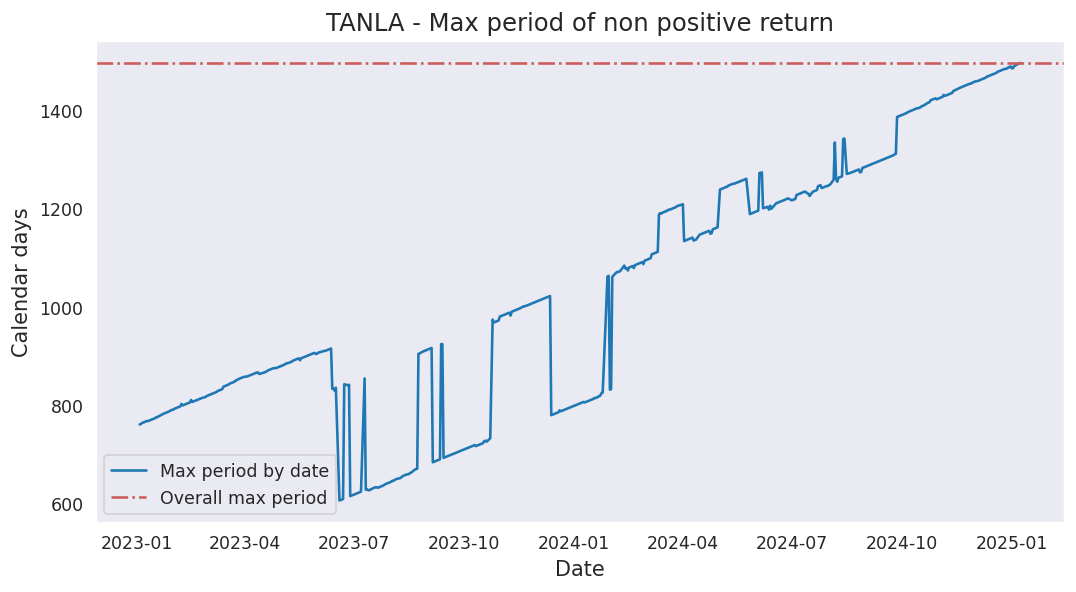 TANLA - Max period of non positive return
Calendar days
1400
1200
1000
800
600
Max period by date
Overall max period
2023-01 2023-04 2023-07 2023-10 2024-01 2024-04 2024-07 2024-10 2025-01
Date